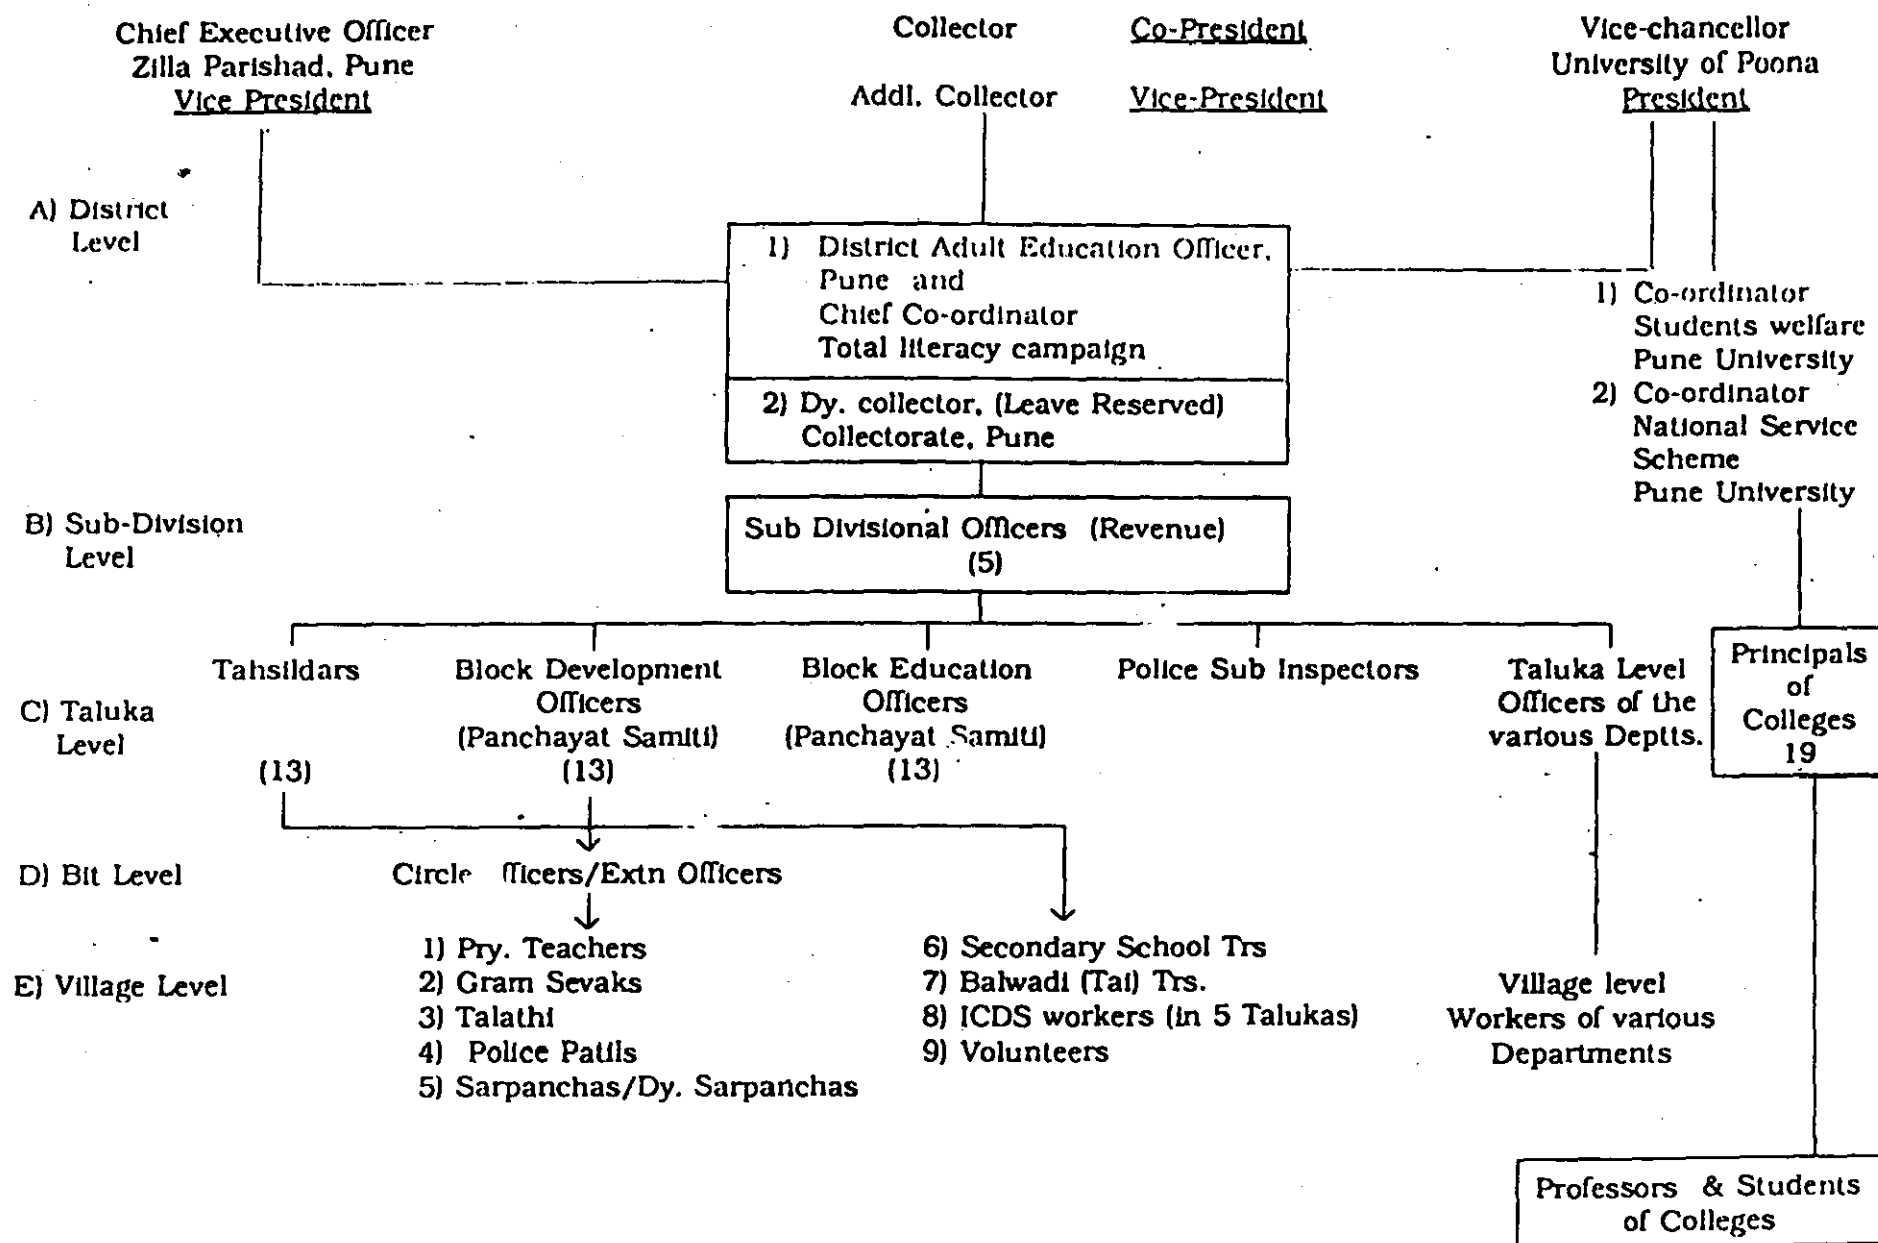 Chief Executive Officer
Zilla Parishad, Pune
Vice President
Collector Co-President
Addl. Collector Vice-President
Vice-chancellor
University of Poona
President
A) District
Level
1) District Adult Education Officer,
Pune and
Chief Co-ordinator
Total literacy campaign
2) Dy. collector, (Leave Reserved)
Collectorate, Pune
1) Co-ordinator
Students welfare
Pune University
2) Co-ordinator
National Service
Scheme
Pune University
B) Sub-Division
Level
Sub Divisional Officers (Revenue)
(5)
C) Taluka
Level
Tahsildars
(13)
Block Development
Officers
(Panchayat Samiti)
(13)
Block Education
Officers
(Panchayat Samiti)
(13)
Police Sub Inspectors
Taluka Level
Officers of the
various Deptts.
Principals
of
Colleges
19
D) Bit Level
Circle fficers/Extn Officers
E) Village Level
1) Pry. Teachers
2) Gram Sevaks
3) Talathi
4) Police Patils
5) Sarpanchas/Dy. Sarpanchas
6) Secondary School Trs
7) Balwadi (Tai) Trs.
8) ICDS workers (in 5 Talukas)
9) Volunteers
Village level
Workers of various
Departments
Professors & Students
of Colleges